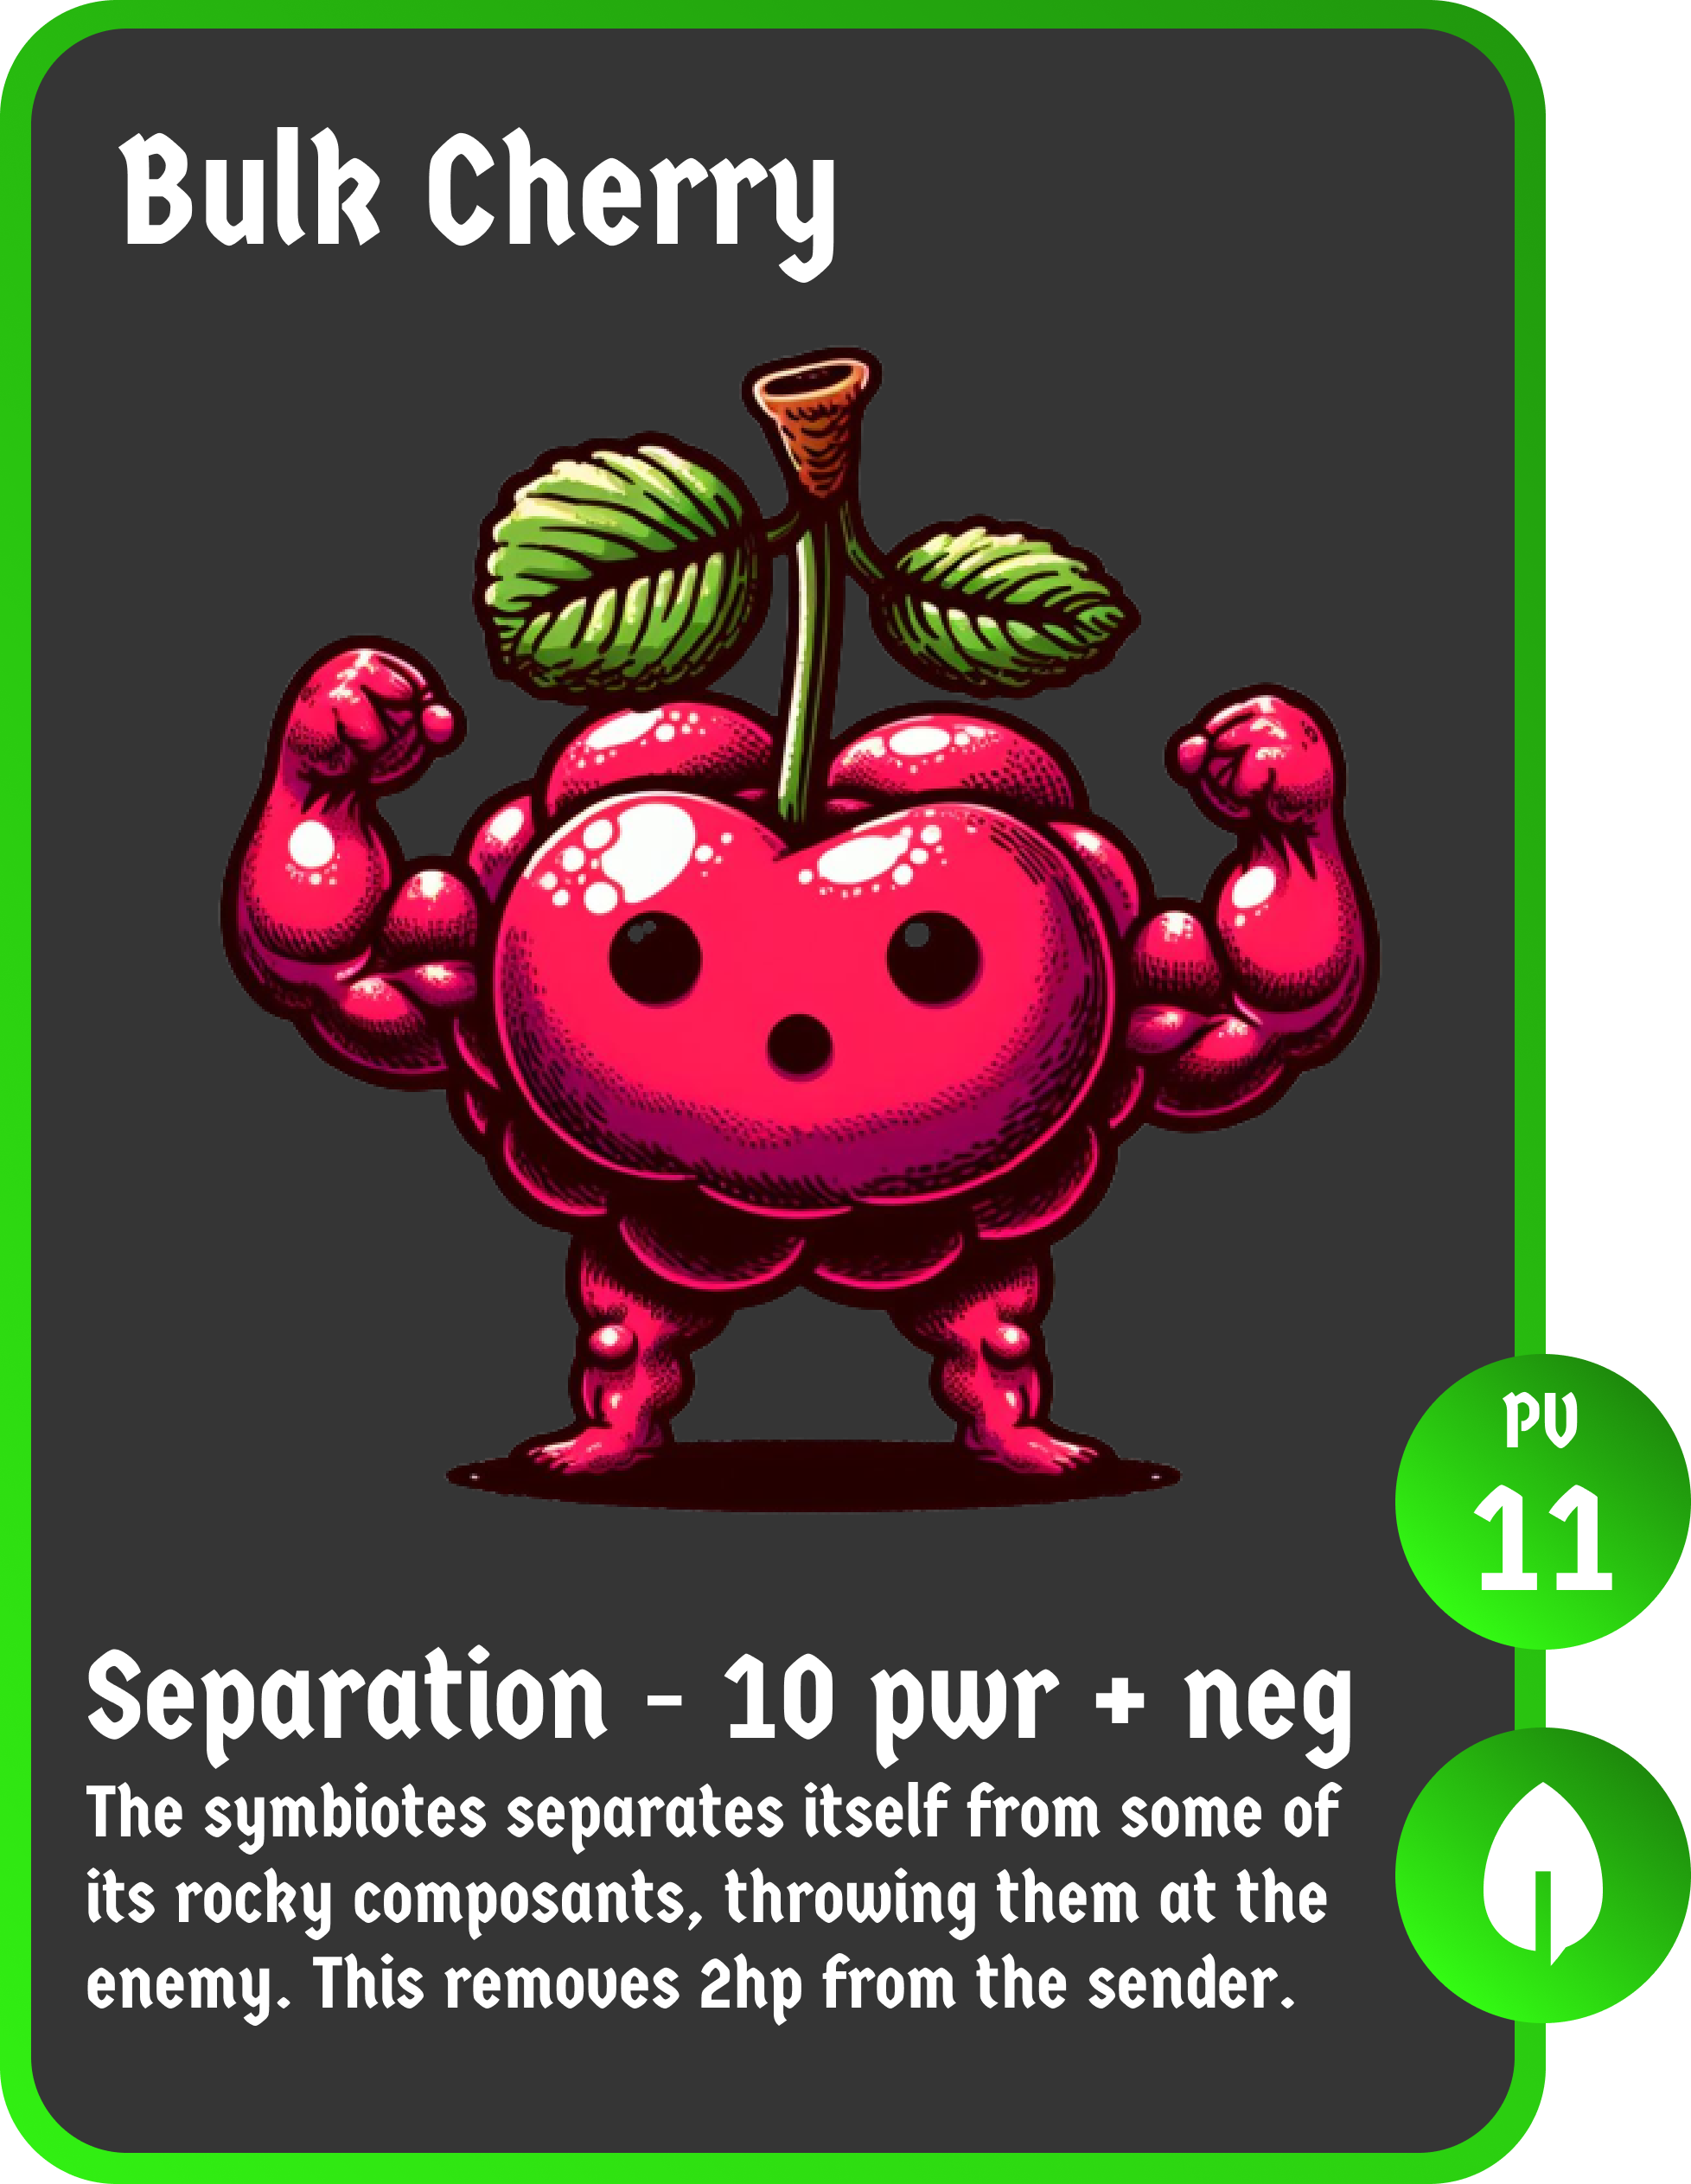 Bulk Cherry
PV
11
Separation - 10 pwr + neg
The symbiotes separates itself from some of
its rocky composants, throwing them at the
enemy. This removes 2hp from the sender.